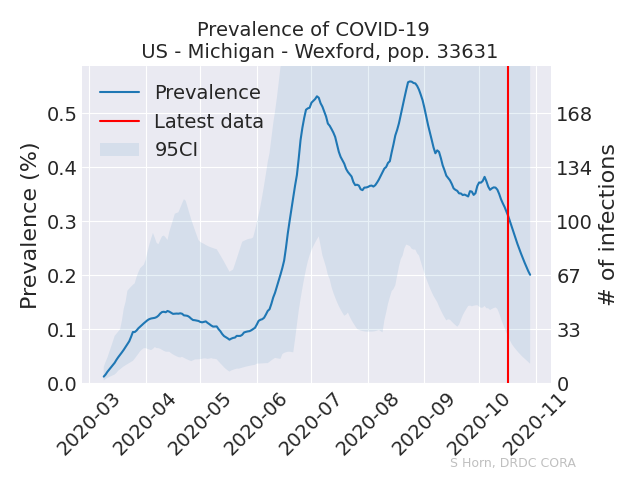 Prevalence of COVID-19
US - Michigan - Wexford, pop. 33631
Prevalence
Latest data
95CI
Prevalence (%)
0.5
0.4
0.3
0.2
0.1
0.0
168
134
100
67
33
0
# of infections
2020-03
2020-04
2020-05
2020-06
2020-07
2020-08
2020-09
2020-10
2020-11
S Horn, DRDC CORA